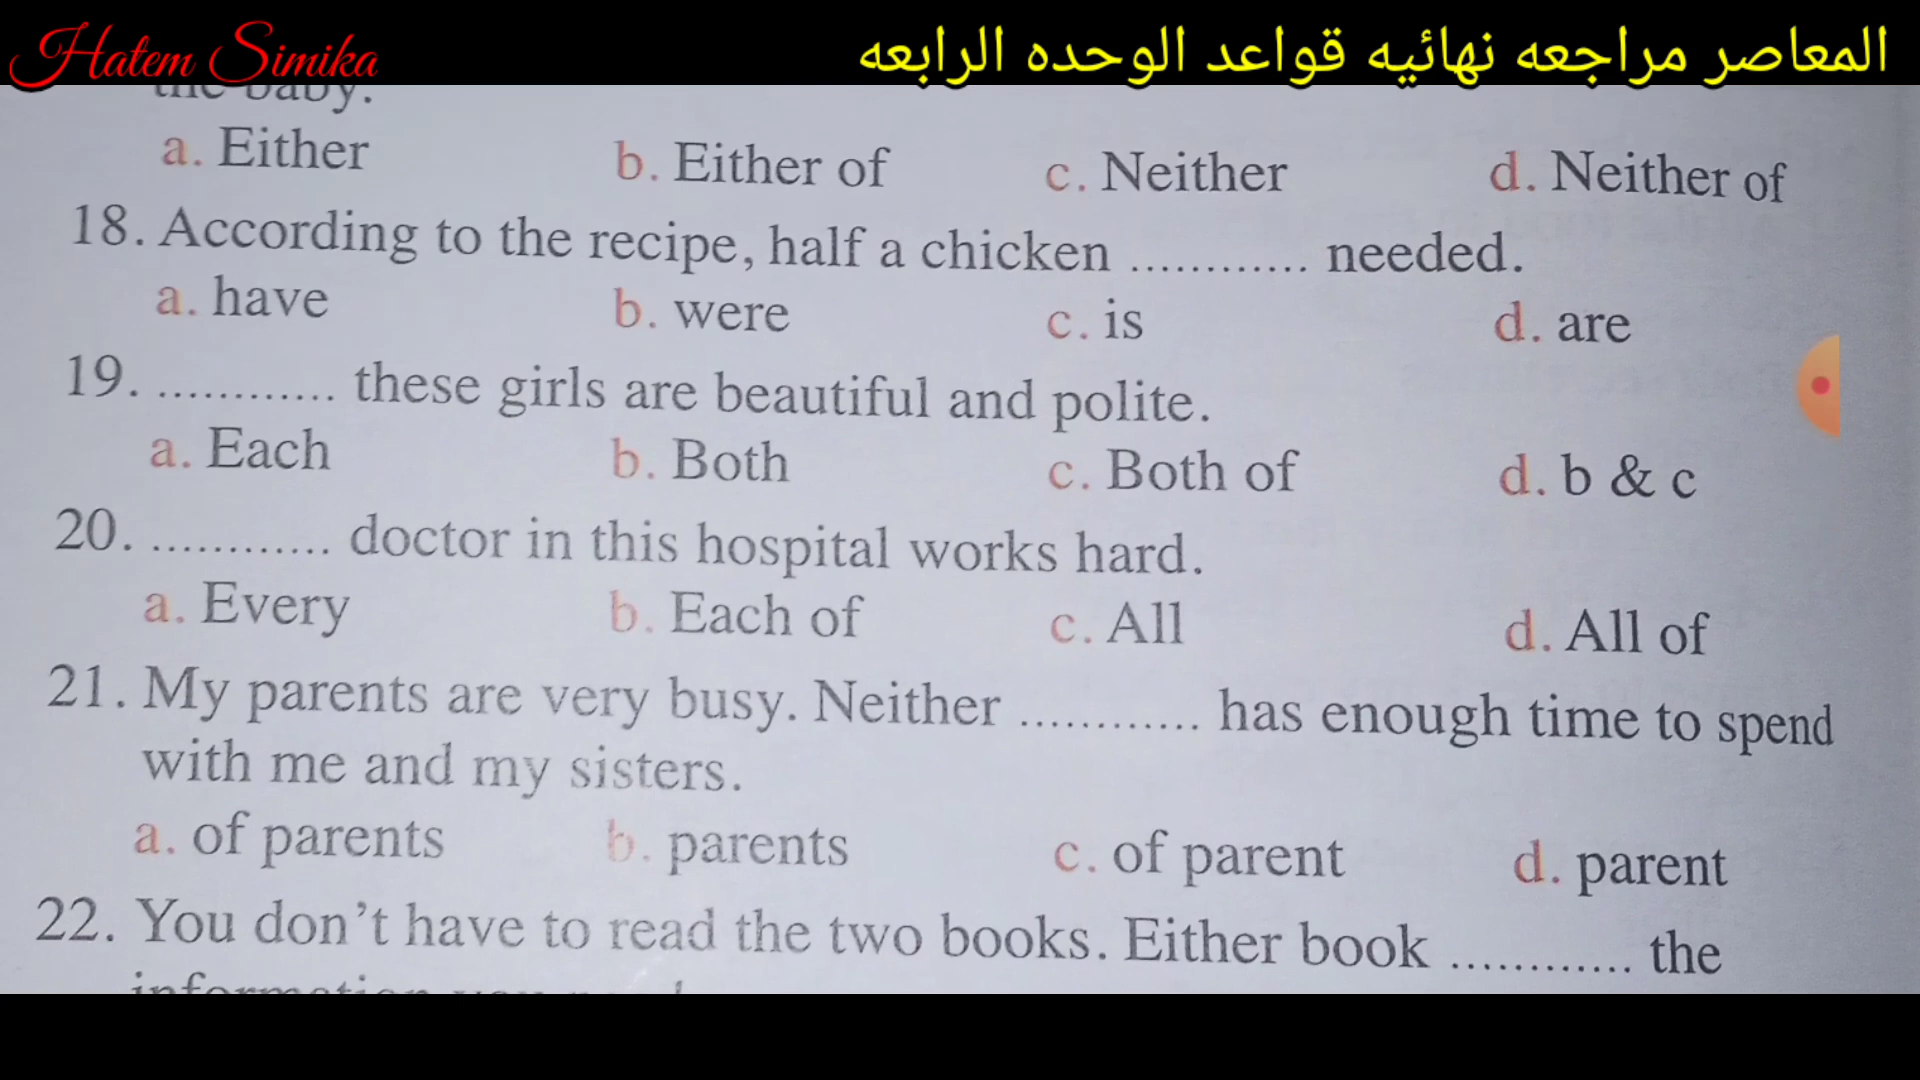 Hatem Simika
المعاصر مراجعه نهائيه قواعد الوحده الرابعه
the baby.
a. Either b. Either of c. Neither d. Neither of
18. According to the recipe, half a chicken ............ needed.
a. have b. were c. is d. are
19. ............ these girls are beautiful and polite.
a. Each b. Both c. Both of d. b & c
20. ............ doctor in this hospital works hard.
a. Every b. Each of c. All d. All of
21. My parents are very busy. Neither ............ has enough time to spend
with me and my sisters.
a. of parents b. parents c. of parent d. parent
22. You don't have to read the two books. Either book ............ the
information you